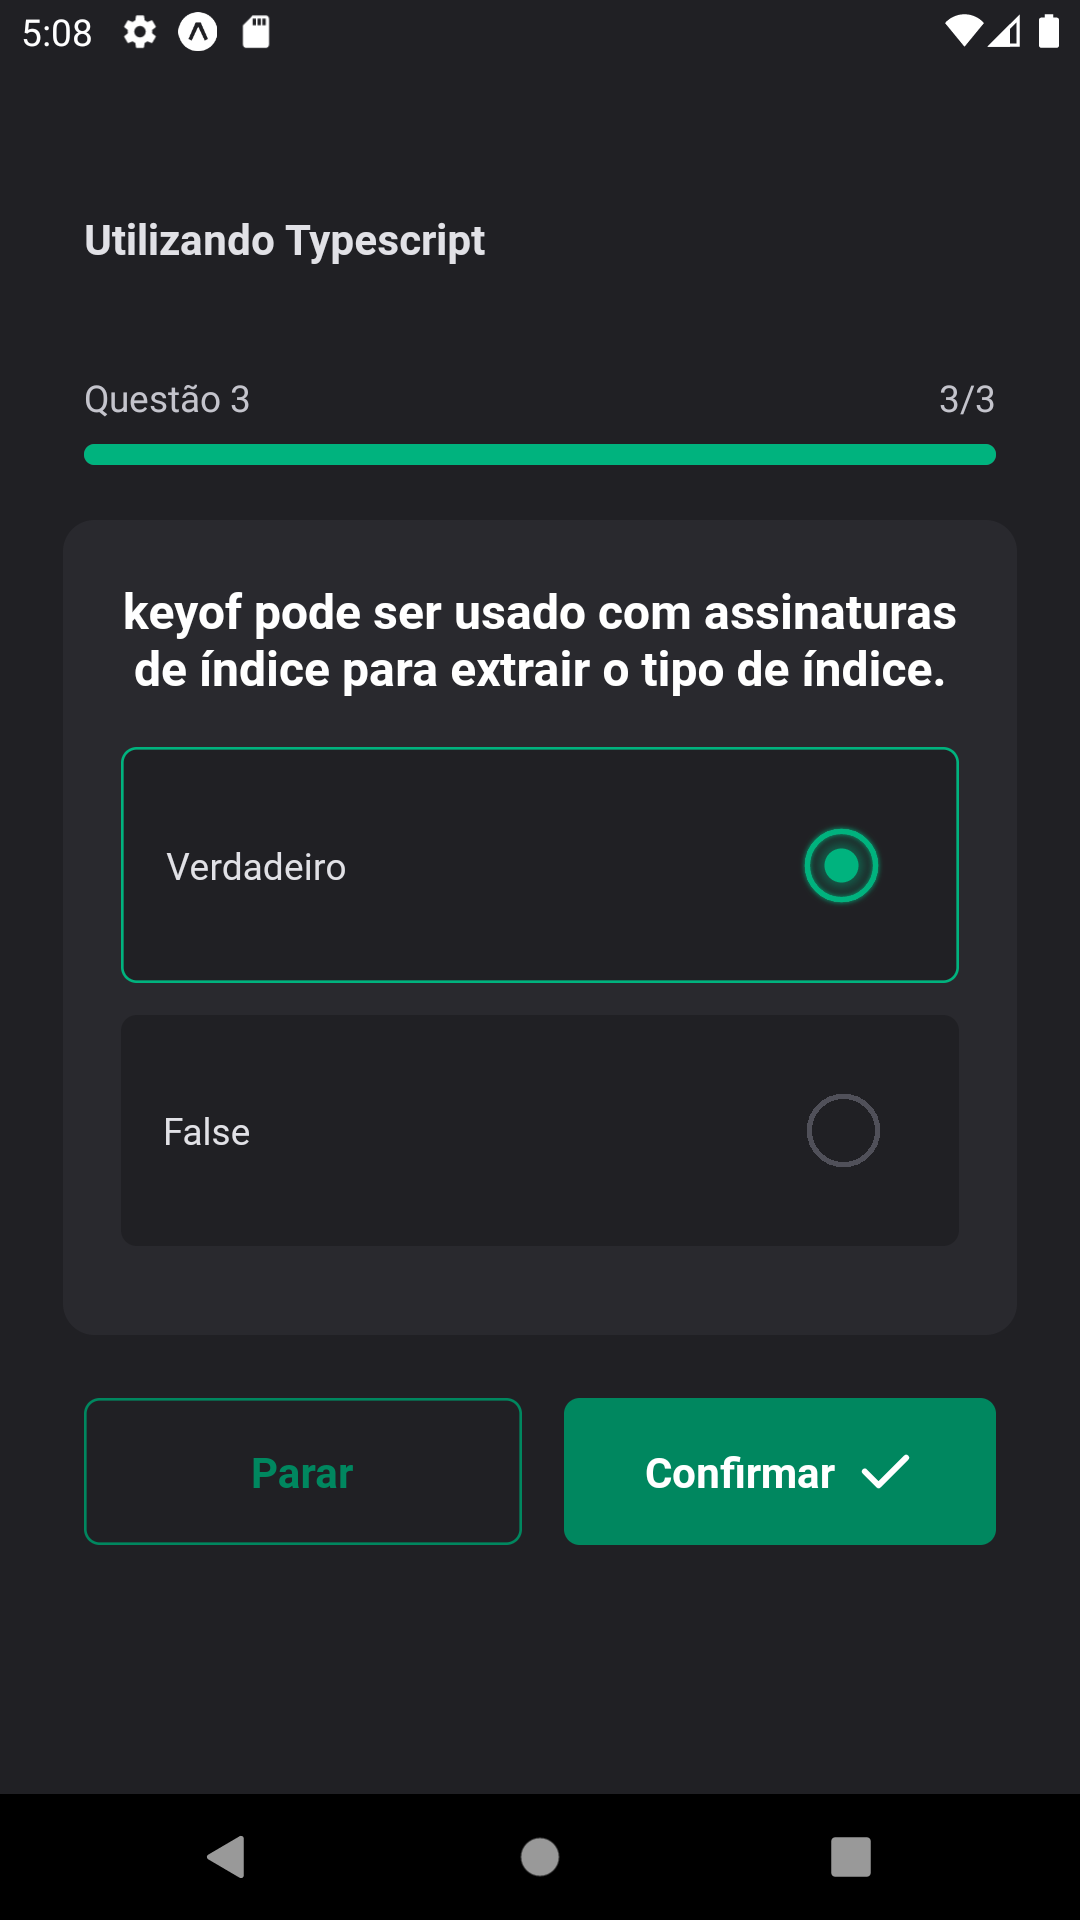 5:08
Utilizando Typescript
Questão 3
3/3
keyof pode ser usado com assinaturas
de índice para extrair o tipo de índice.
Verdadeiro
False
Parar
Confirmar